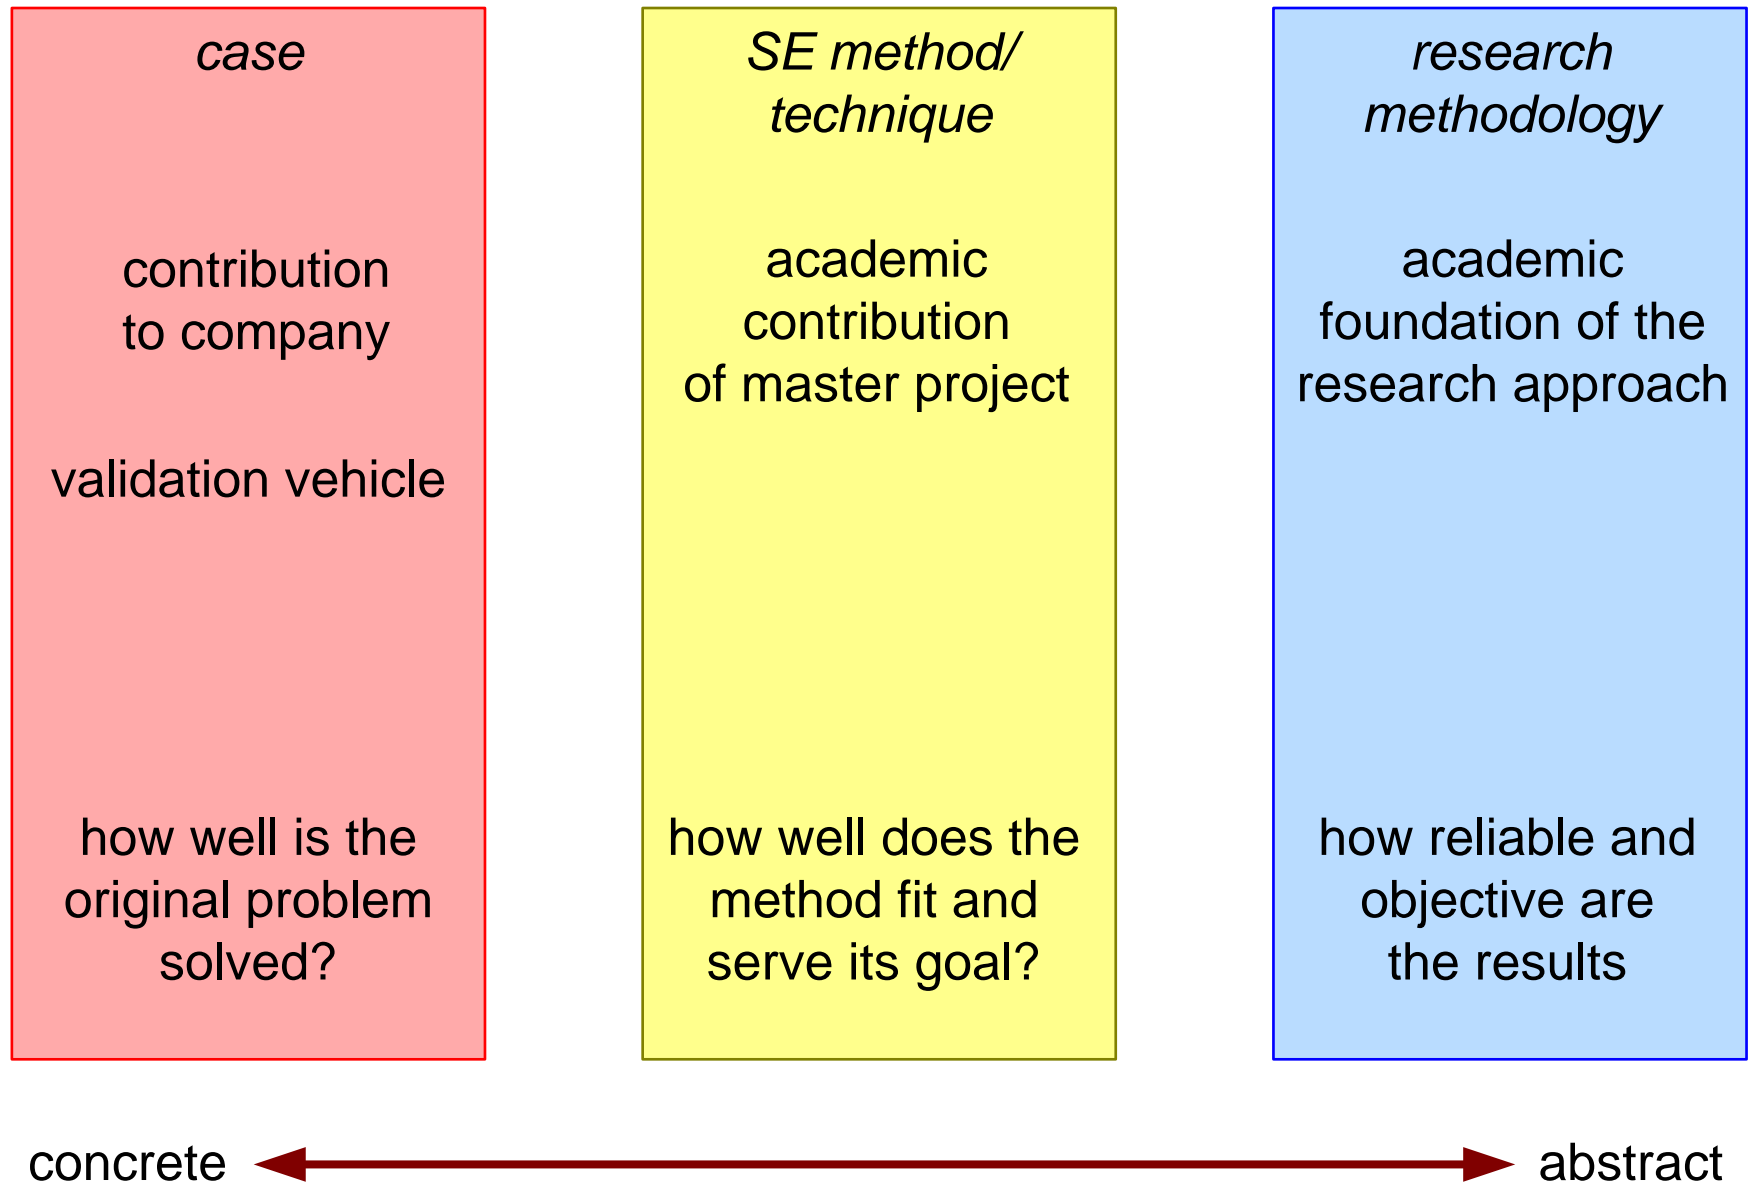 case
contribution
to company
validation vehicle
how well is the
original problem
solved?
SE method/
technique
academic
contribution
of master project
how well does the
method fit and
serve its goal?
research
methodology
academic
foundation of the
research approach
how reliable and
objective are
the results
concrete
abstract